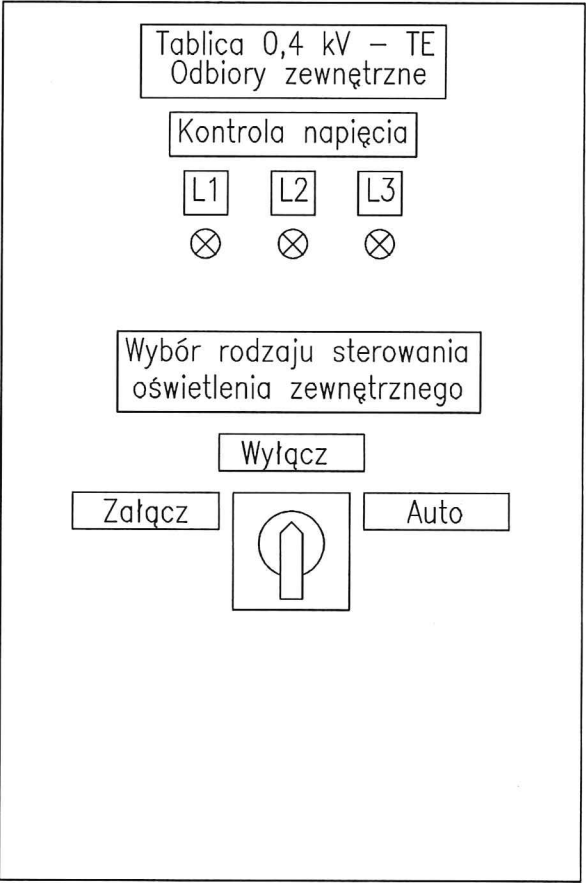 Tablica 0,4 kV – TE
Odbiory zewnętrzne
Kontrola napięcia
L1 L2 L3
Wybór rodzaju sterowania
oświetlenia zewnętrznego
Wyłącz
Załącz Auto